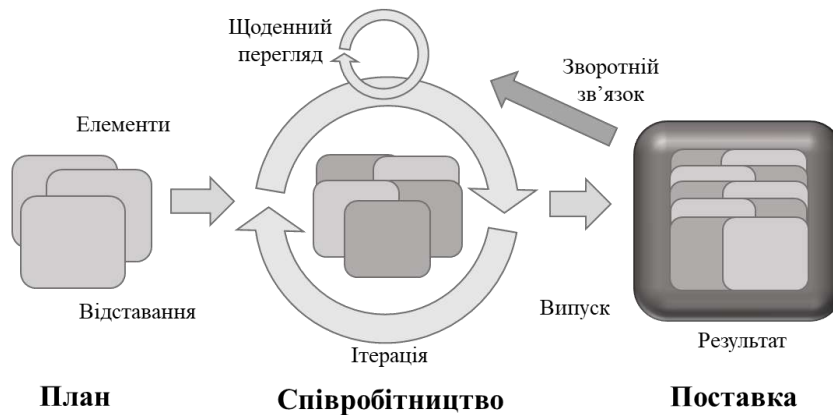 Щоденний
перегляд
Зворотній
зв’язок
Елементи
Відставання
Випуск
Ітерація
Результат
План
Співробітництво
Поставка